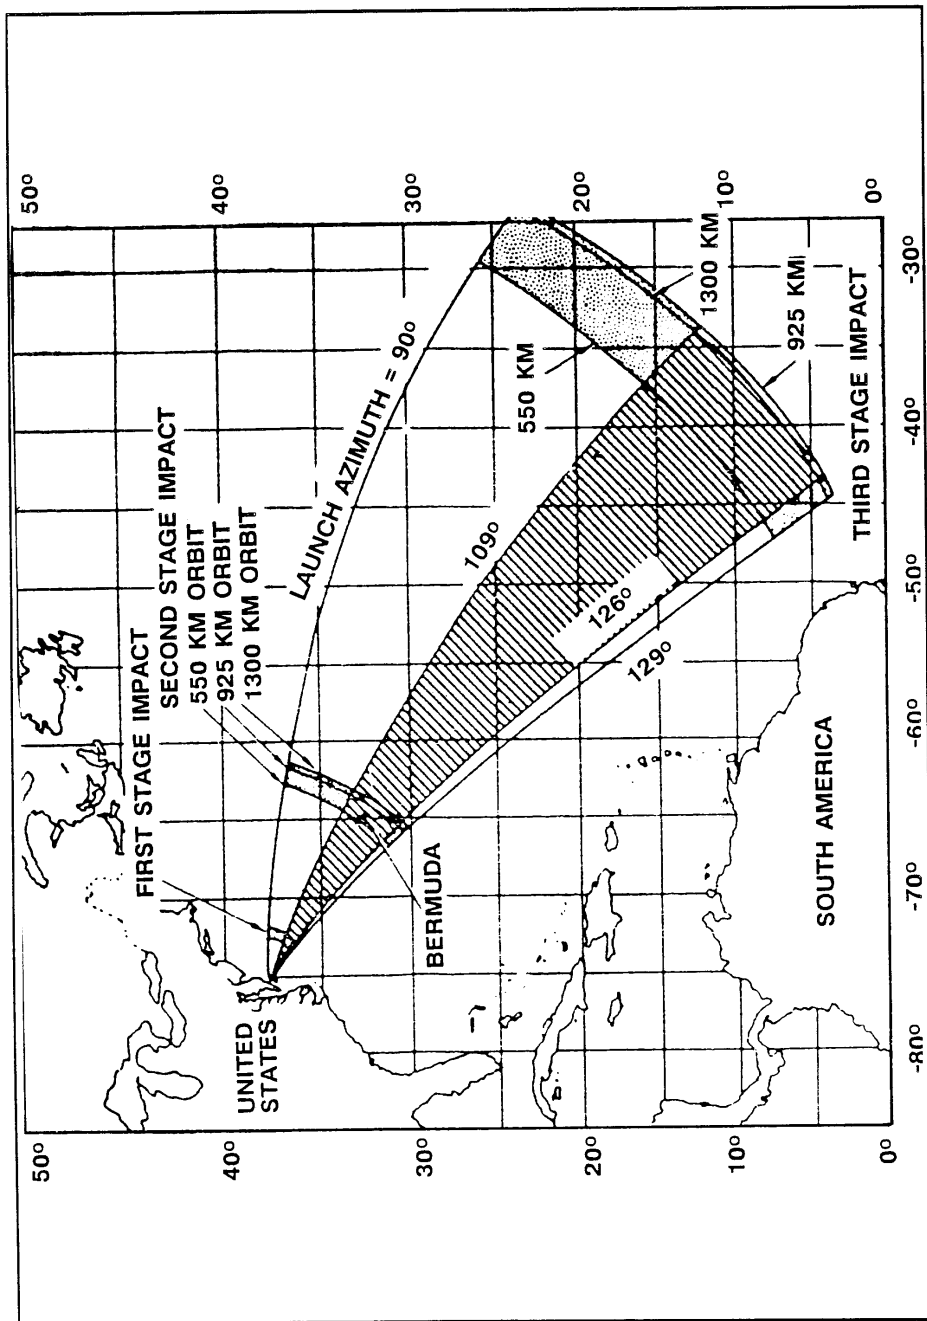 50°
40°
30°
20°
10°
0°
FIRST STAGE IMPACT
SECOND STAGE IMPACT
550 KM ORBIT
925 KM ORBIT
1300 KM ORBIT
LAUNCH AZIMUTH = 90°
109°
126°
129°
550 KM
1300 KM
925 KM
THIRD STAGE IMPACT
UNITED
STATES
BERMUDA
SOUTH AMERICA
50°
40°
30°
20°
10°
0°
-80°
-70°
-60°
-50°
-40°
-30°